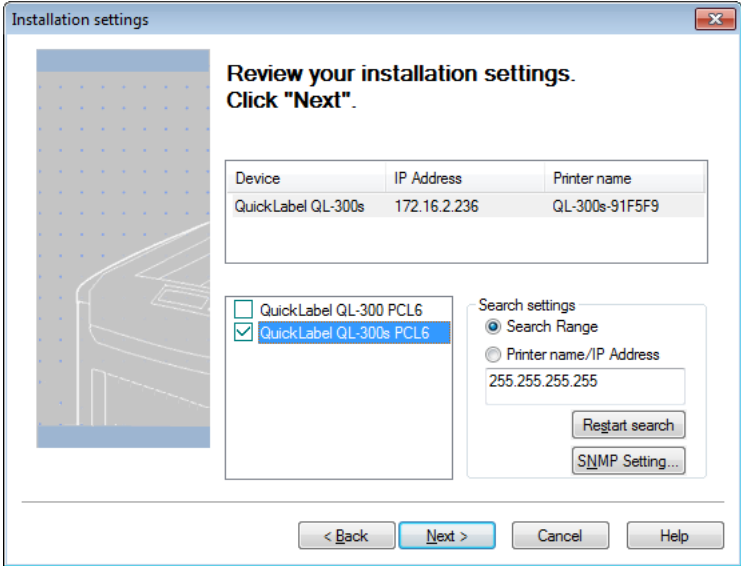 Installation settings
Review your installation settings.
Click "Next".
Device IP Address Printer name
QuickLabel QL-300s 172.16.2.236 QL-300s-91F5F9
QuickLabel QL-300 PCL6
QuickLabel QL-300s PCL6
Search settings
Search Range
Printer name/IP Address
255.255.255.255
Restart search
SNMP Setting...
< Back Next > Cancel Help